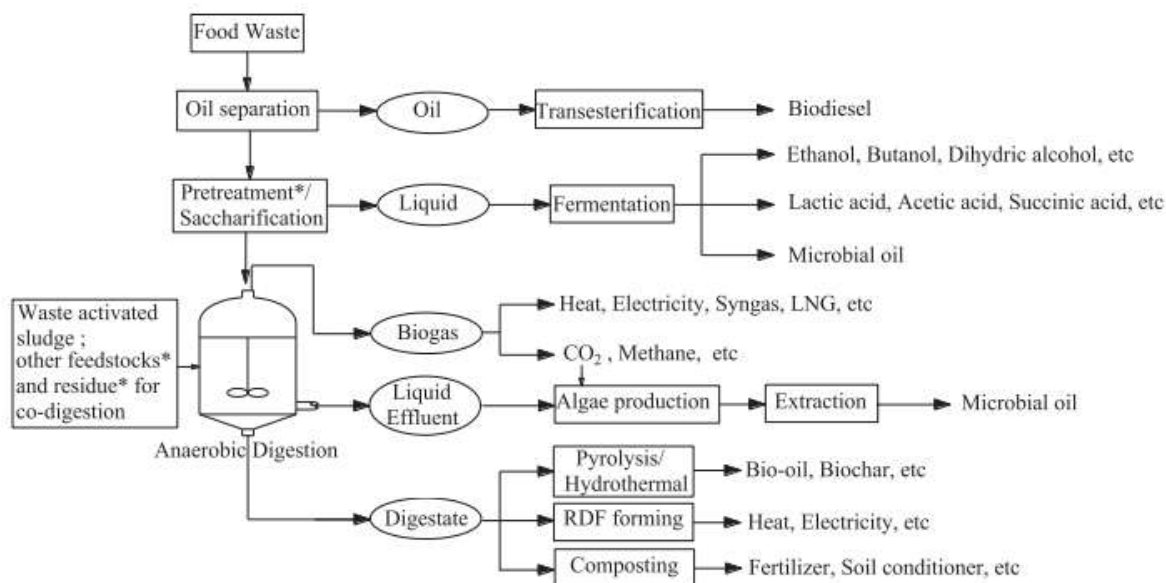 Food Waste
Oil separation
Oil
Transesterification
Biodiesel
Ethanol, Butanol, Dihydric alcohol, etc
Pretreatment*/
Saccharification
Liquid
Fermentation
Lactic acid, Acetic acid, Succinic acid, etc
Microbial oil
Waste activated
sludge ;
other feedstocks*
and residue* for
co-digestion
Biogas
Heat, Electricity, Syngas, LNG, etc
CO₂ , Methane, etc
Liquid
Effluent
Algae production
Extraction
Microbial oil
Anaerobic Digestion
Pyrolysis/
Hydrothermal
Bio-oil, Biochar, etc
Digestate
RDF forming
Heat, Electricity, etc
Composting
Fertilizer, Soil conditioner, etc